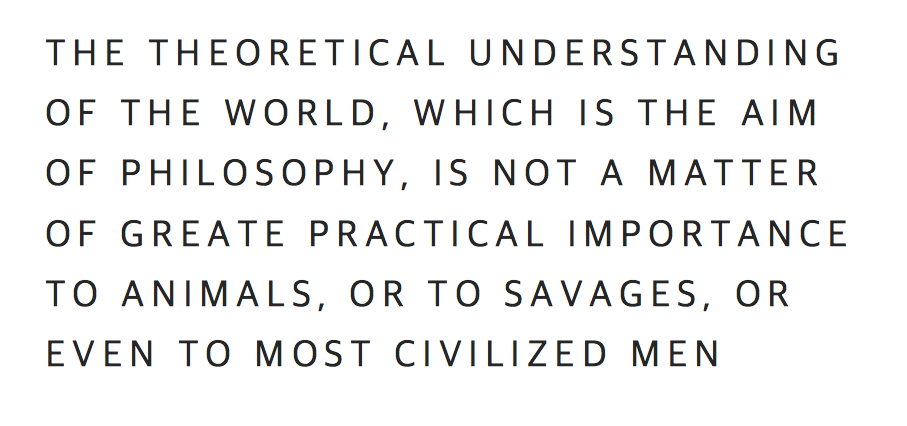 THE THEORETICAL UNDERSTANDING
OF THE WORLD, WHICH IS THE AIM
OF PHILOSOPHY, IS NOT A MATTER
OF GREATE PRACTICAL IMPORTANCE
TO ANIMALS, OR TO SAVAGES, OR
EVEN TO MOST CIVILIZED MEN